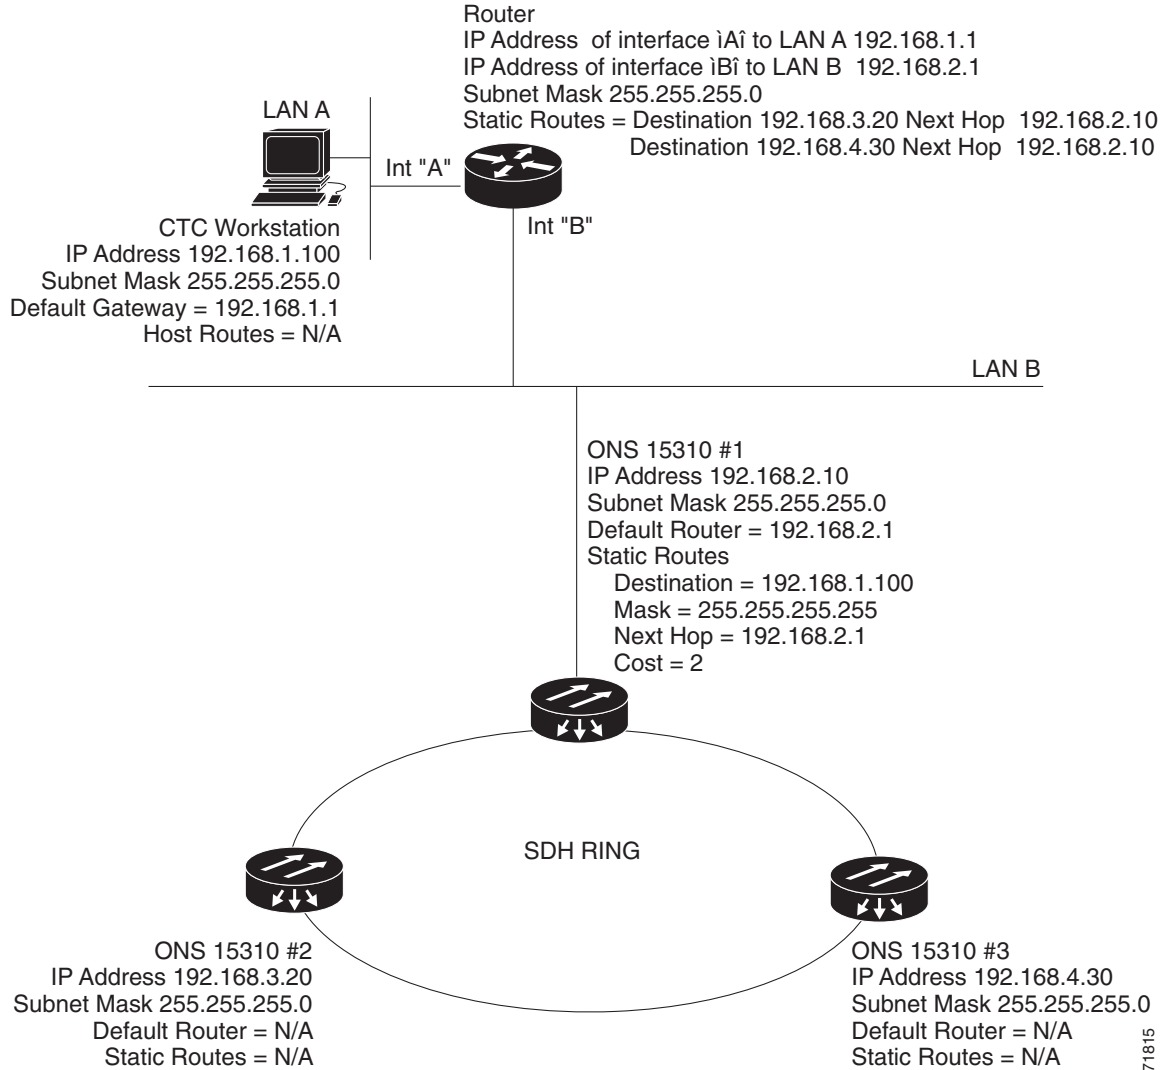 Router
IP Address of interface ìAî to LAN A 192.168.1.1
IP Address of interface ìBî to LAN B 192.168.2.1
Subnet Mask 255.255.255.0
Static Routes = Destination 192.168.3.20 Next Hop 192.168.2.10
Destination 192.168.4.30 Next Hop 192.168.2.10
LAN A
Int "A"
Int "B"
CTC Workstation
IP Address 192.168.1.100
Subnet Mask 255.255.255.0
Default Gateway = 192.168.1.1
Host Routes = N/A
LAN B
ONS 15310 #1
IP Address 192.168.2.10
Subnet Mask 255.255.255.0
Default Router = 192.168.2.1
Static Routes
Destination = 192.168.1.100
Mask = 255.255.255.255
Next Hop = 192.168.2.1
Cost = 2
SDH RING
ONS 15310 #2
IP Address 192.168.3.20
Subnet Mask 255.255.255.0
Default Router = N/A
Static Routes = N/A
ONS 15310 #3
IP Address 192.168.4.30
Subnet Mask 255.255.255.0
Default Router = N/A
Static Routes = N/A
71815